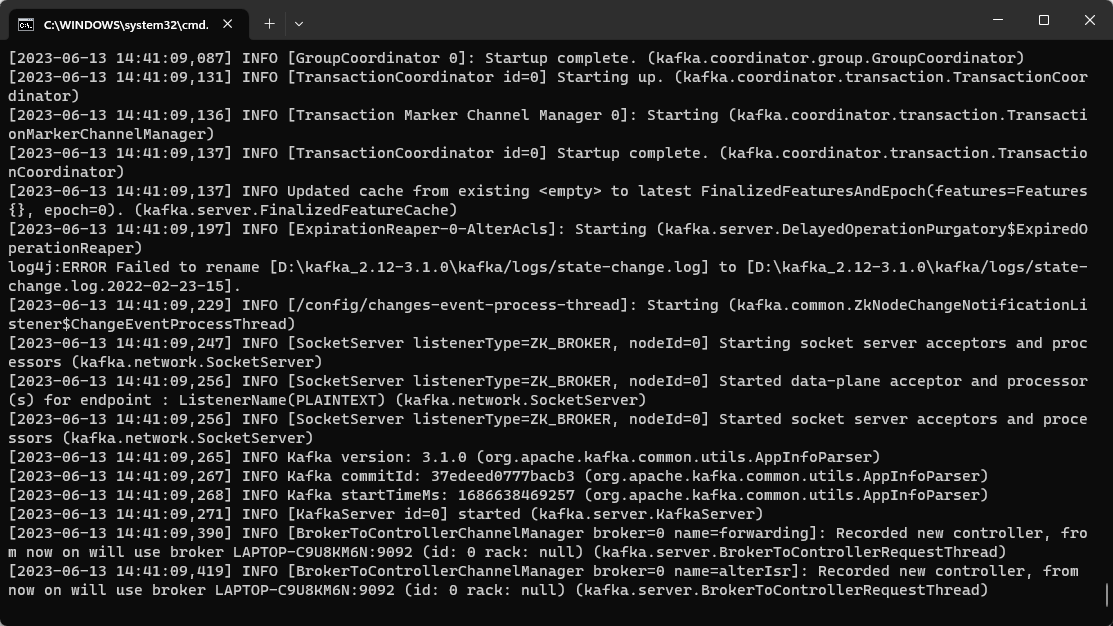 C:\WINDOWS\system32\cmd.
[2023-06-13 14:41:09,087] INFO [GroupCoordinator 0]: Startup complete. (kafka.coordinator.group.GroupCoordinator)
[2023-06-13 14:41:09,131] INFO [TransactionCoordinator id=0] Starting up. (kafka.coordinator.transaction.TransactionCoor
dinator)
[2023-06-13 14:41:09,136] INFO [Transaction Marker Channel Manager 0]: Starting (kafka.coordinator.transaction.Transacti
onMarkerChannelManager)
[2023-06-13 14:41:09,137] INFO [TransactionCoordinator id=0] Startup complete. (kafka.coordinator.transaction.Transactio
nCoordinator)
[2023-06-13 14:41:09,137] INFO Updated cache from existing <empty> to latest FinalizedFeaturesAndEpoch(features=Features
{}, epoch=0). (kafka.server.FinalizedFeatureCache)
[2023-06-13 14:41:09,197] INFO [ExpirationReaper-0-AlterAcls]: Starting (kafka.server.DelayedOperationPurgatory$ExpiredO
perationReaper)
log4j:ERROR Failed to rename [D:\kafka_2.12-3.1.0\kafka/logs/state-change.log] to [D:\kafka_2.12-3.1.0\kafka/logs/state-
change.log.2022-02-23-15].
[2023-06-13 14:41:09,229] INFO [/config/changes-event-process-thread]: Starting (kafka.common.ZkNodeChangeNotificationLi
stener$ChangeEventProcessThread)
[2023-06-13 14:41:09,247] INFO [SocketServer listenerType=ZK_BROKER, nodeId=0] Starting socket server acceptors and proc
essors (kafka.network.SocketServer)
[2023-06-13 14:41:09,256] INFO [SocketServer listenerType=ZK_BROKER, nodeId=0] Started data-plane acceptor and processor
(s) for endpoint : ListenerName(PLAINTEXT) (kafka.network.SocketServer)
[2023-06-13 14:41:09,256] INFO [SocketServer listenerType=ZK_BROKER, nodeId=0] Started socket server acceptors and proce
ssors (kafka.network.SocketServer)
[2023-06-13 14:41:09,265] INFO Kafka version: 3.1.0 (org.apache.kafka.common.utils.AppInfoParser)
[2023-06-13 14:41:09,267] INFO Kafka commitId: 37edeed0777bacb3 (org.apache.kafka.common.utils.AppInfoParser)
[2023-06-13 14:41:09,268] INFO Kafka startTimeMs: 1686638469257 (org.apache.kafka.common.utils.AppInfoParser)
[2023-06-13 14:41:09,271] INFO [KafkaServer id=0] started (kafka.server.KafkaServer)
[2023-06-13 14:41:09,390] INFO [BrokerToControllerChannelManager broker=0 name=forwarding]: Recorded new controller, fro
m now on will use broker LAPTOP-C9U8KM6N:9092 (id: 0 rack: null) (kafka.server.BrokerToControllerRequestThread)
[2023-06-13 14:41:09,419] INFO [BrokerToControllerChannelManager broker=0 name=alterIsr]: Recorded new controller, from
now on will use broker LAPTOP-C9U8KM6N:9092 (id: 0 rack: null) (kafka.server.BrokerToControllerRequestThread)